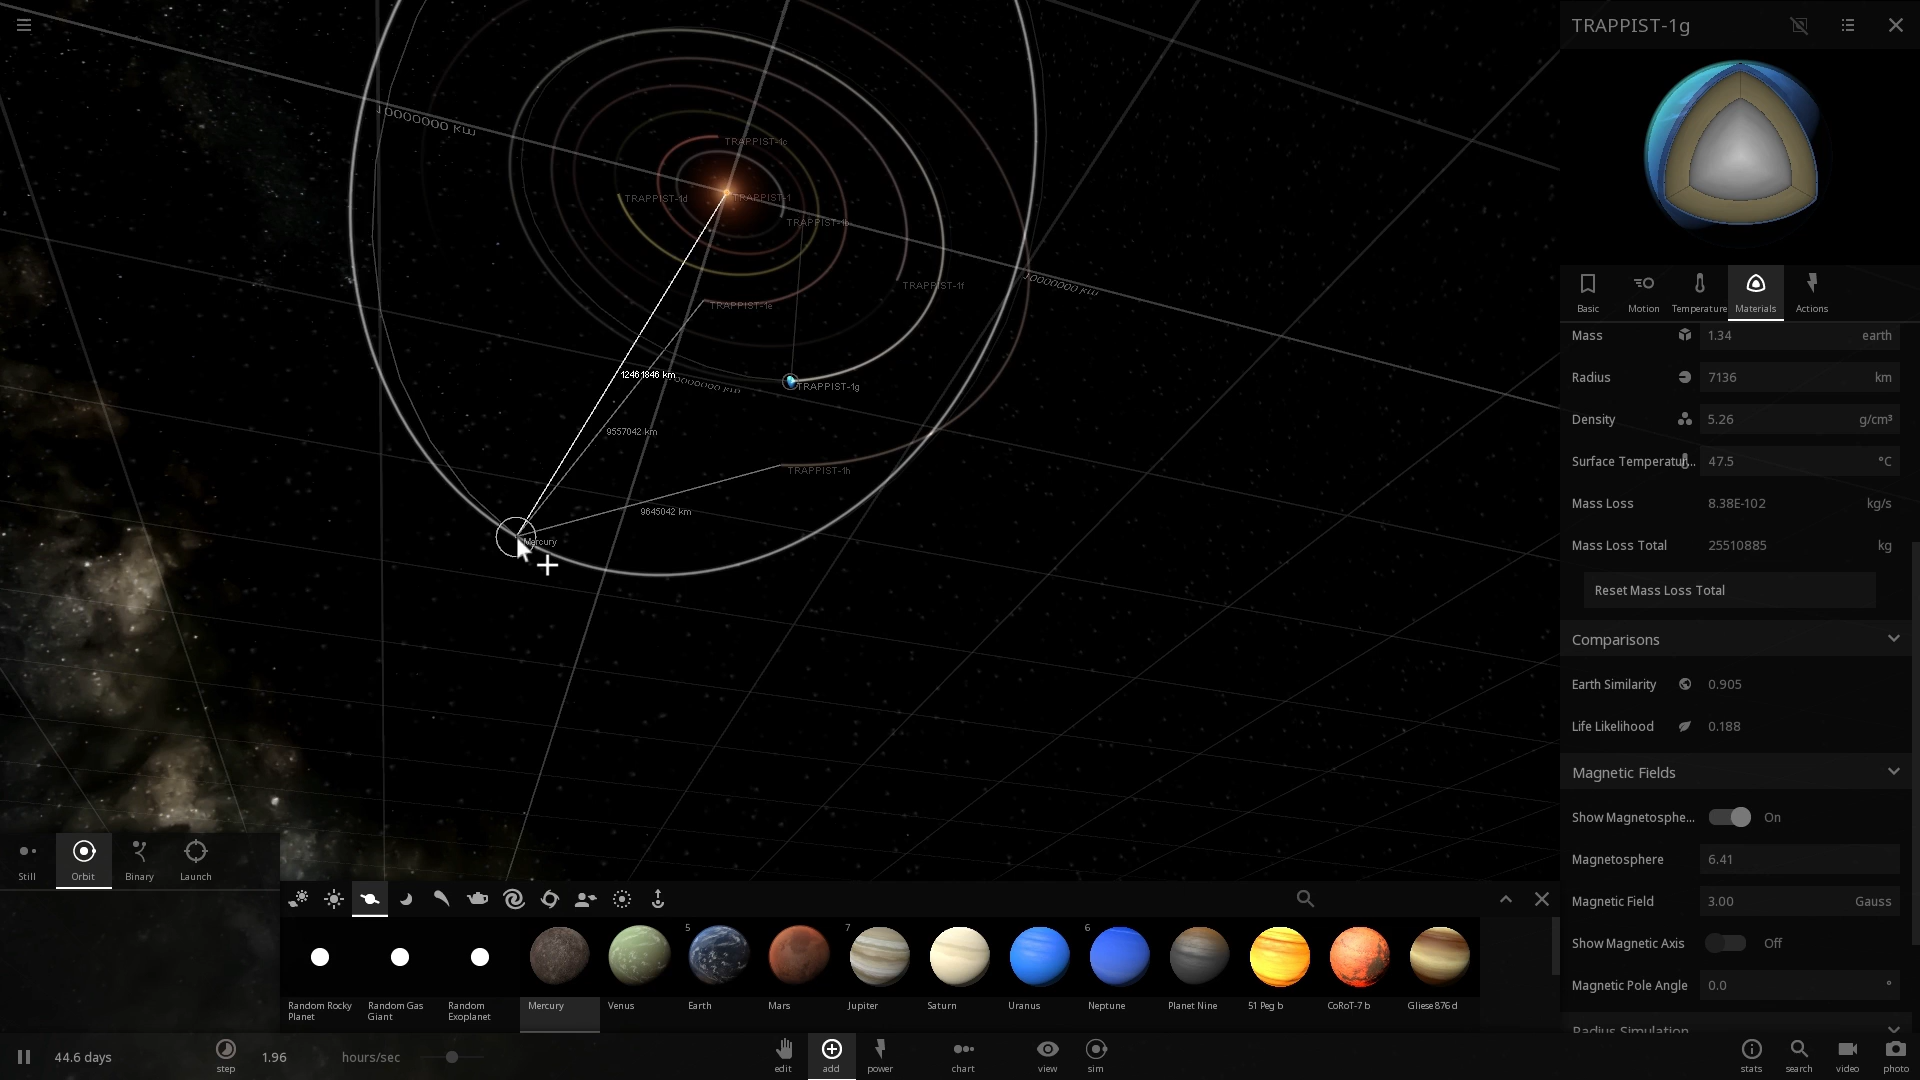 TRAPPIST-1g
10000000 km
TRAPPIST-1c
TRAPPIST-1d
TRAPPIST-1
TRAPPIST-1b
10000000 km
TRAPPIST-1f
TRAPPIST-1e
12461846 km
TRAPPIST-1g
9557042 km
TRAPPIST-1h
9645042 km
Mercury
Basic
Motion
Temperature
Materials
Actions
Mass 1.34 earth
Radius 7136 km
Density 5.26 g/cm³
Surface Temperatur... 47.5 °C
Mass Loss 8.38E-102 kg/s
Mass Loss Total 25510885 kg
Reset Mass Loss Total
Comparisons
Earth Similarity 0.905
Life Likelihood 0.188
Magnetic Fields
Show Magnetosphe... On
Magnetosphere 6.41
Magnetic Field 3.00 Gauss
Show Magnetic Axis Off
Magnetic Pole Angle 0.0 °
Radius Simulation
Still
Orbit
Binary
Launch
5
7
6
Random Rocky
Planet
Random Gas
Giant
Random
Exoplanet
Mercury
Venus
Earth
Mars
Jupiter
Saturn
Uranus
Neptune
Planet Nine
51 Peg b
CoRoT-7 b
Gliese 876 d
44.6 days
step
1.96 hours/sec
edit
add
power
chart
view
sim
stats
search
video
photo